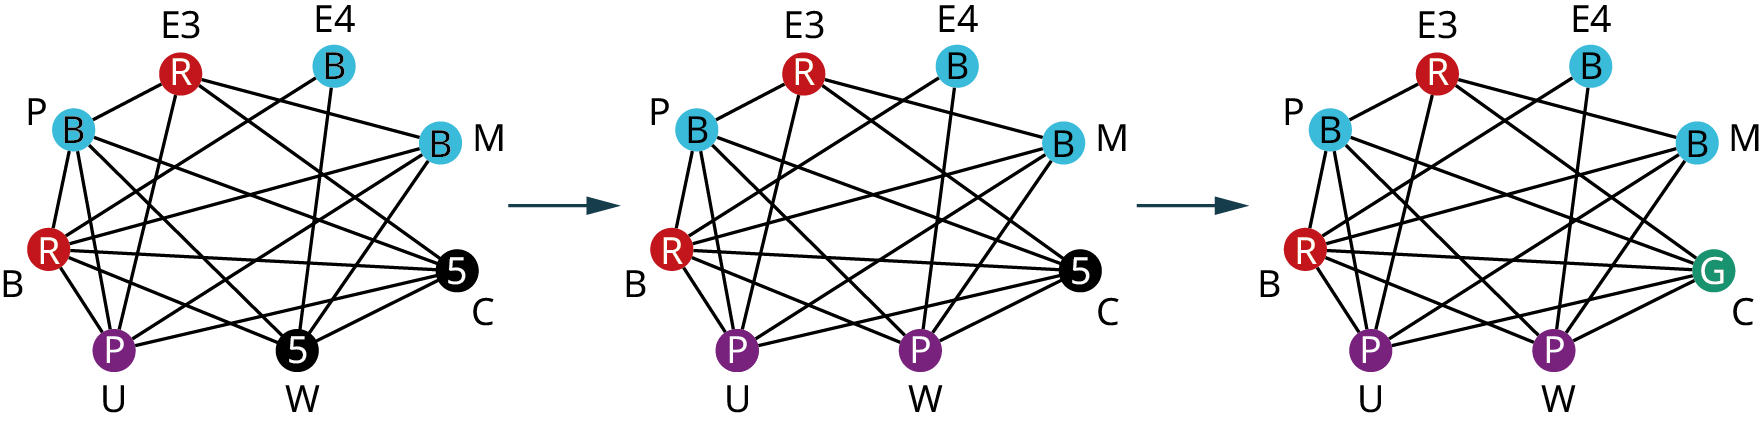 E3 E4 E3 E4 E3 E4
R B R B R B
P B B M P B B M P B B M
R 5 R 5 R G
B C B C B C
P 5 P P P P
U W U W U W